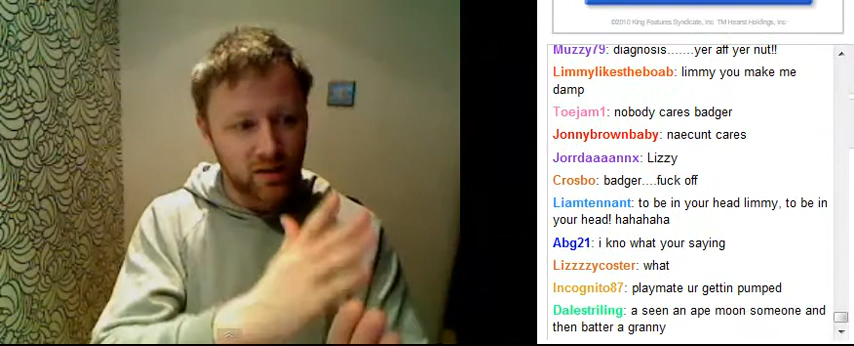 ©2010 King Features Syndicate, Inc ™ Hearst Holdings, Inc
Muzzy79: diagnosis.......yer aff yer nut!!
Limmylikestheboab: limmy you make me
damp
Toejam1: nobody cares badger
Jonnybrownbaby: naecunt cares
Jorrdaaaannx: Lizzy
Crosbo: badger....fuck off
Liamtennant: to be in your head limmy, to be in
your head! hahahaha
Abg21: i kno what your saying
Lizzzzycoster: what
Incognito87: playmate ur gettin pumped
Dalestriling: a seen an ape moon someone and
then batter a granny